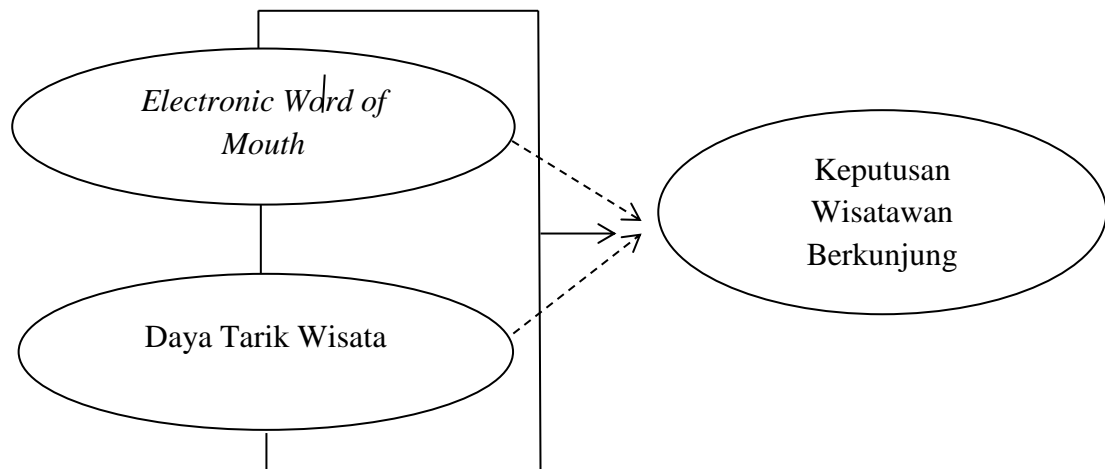 Electronic Word of
Mouth
Keputusan
Wisatawan
Berkunjung
Daya Tarik Wisata